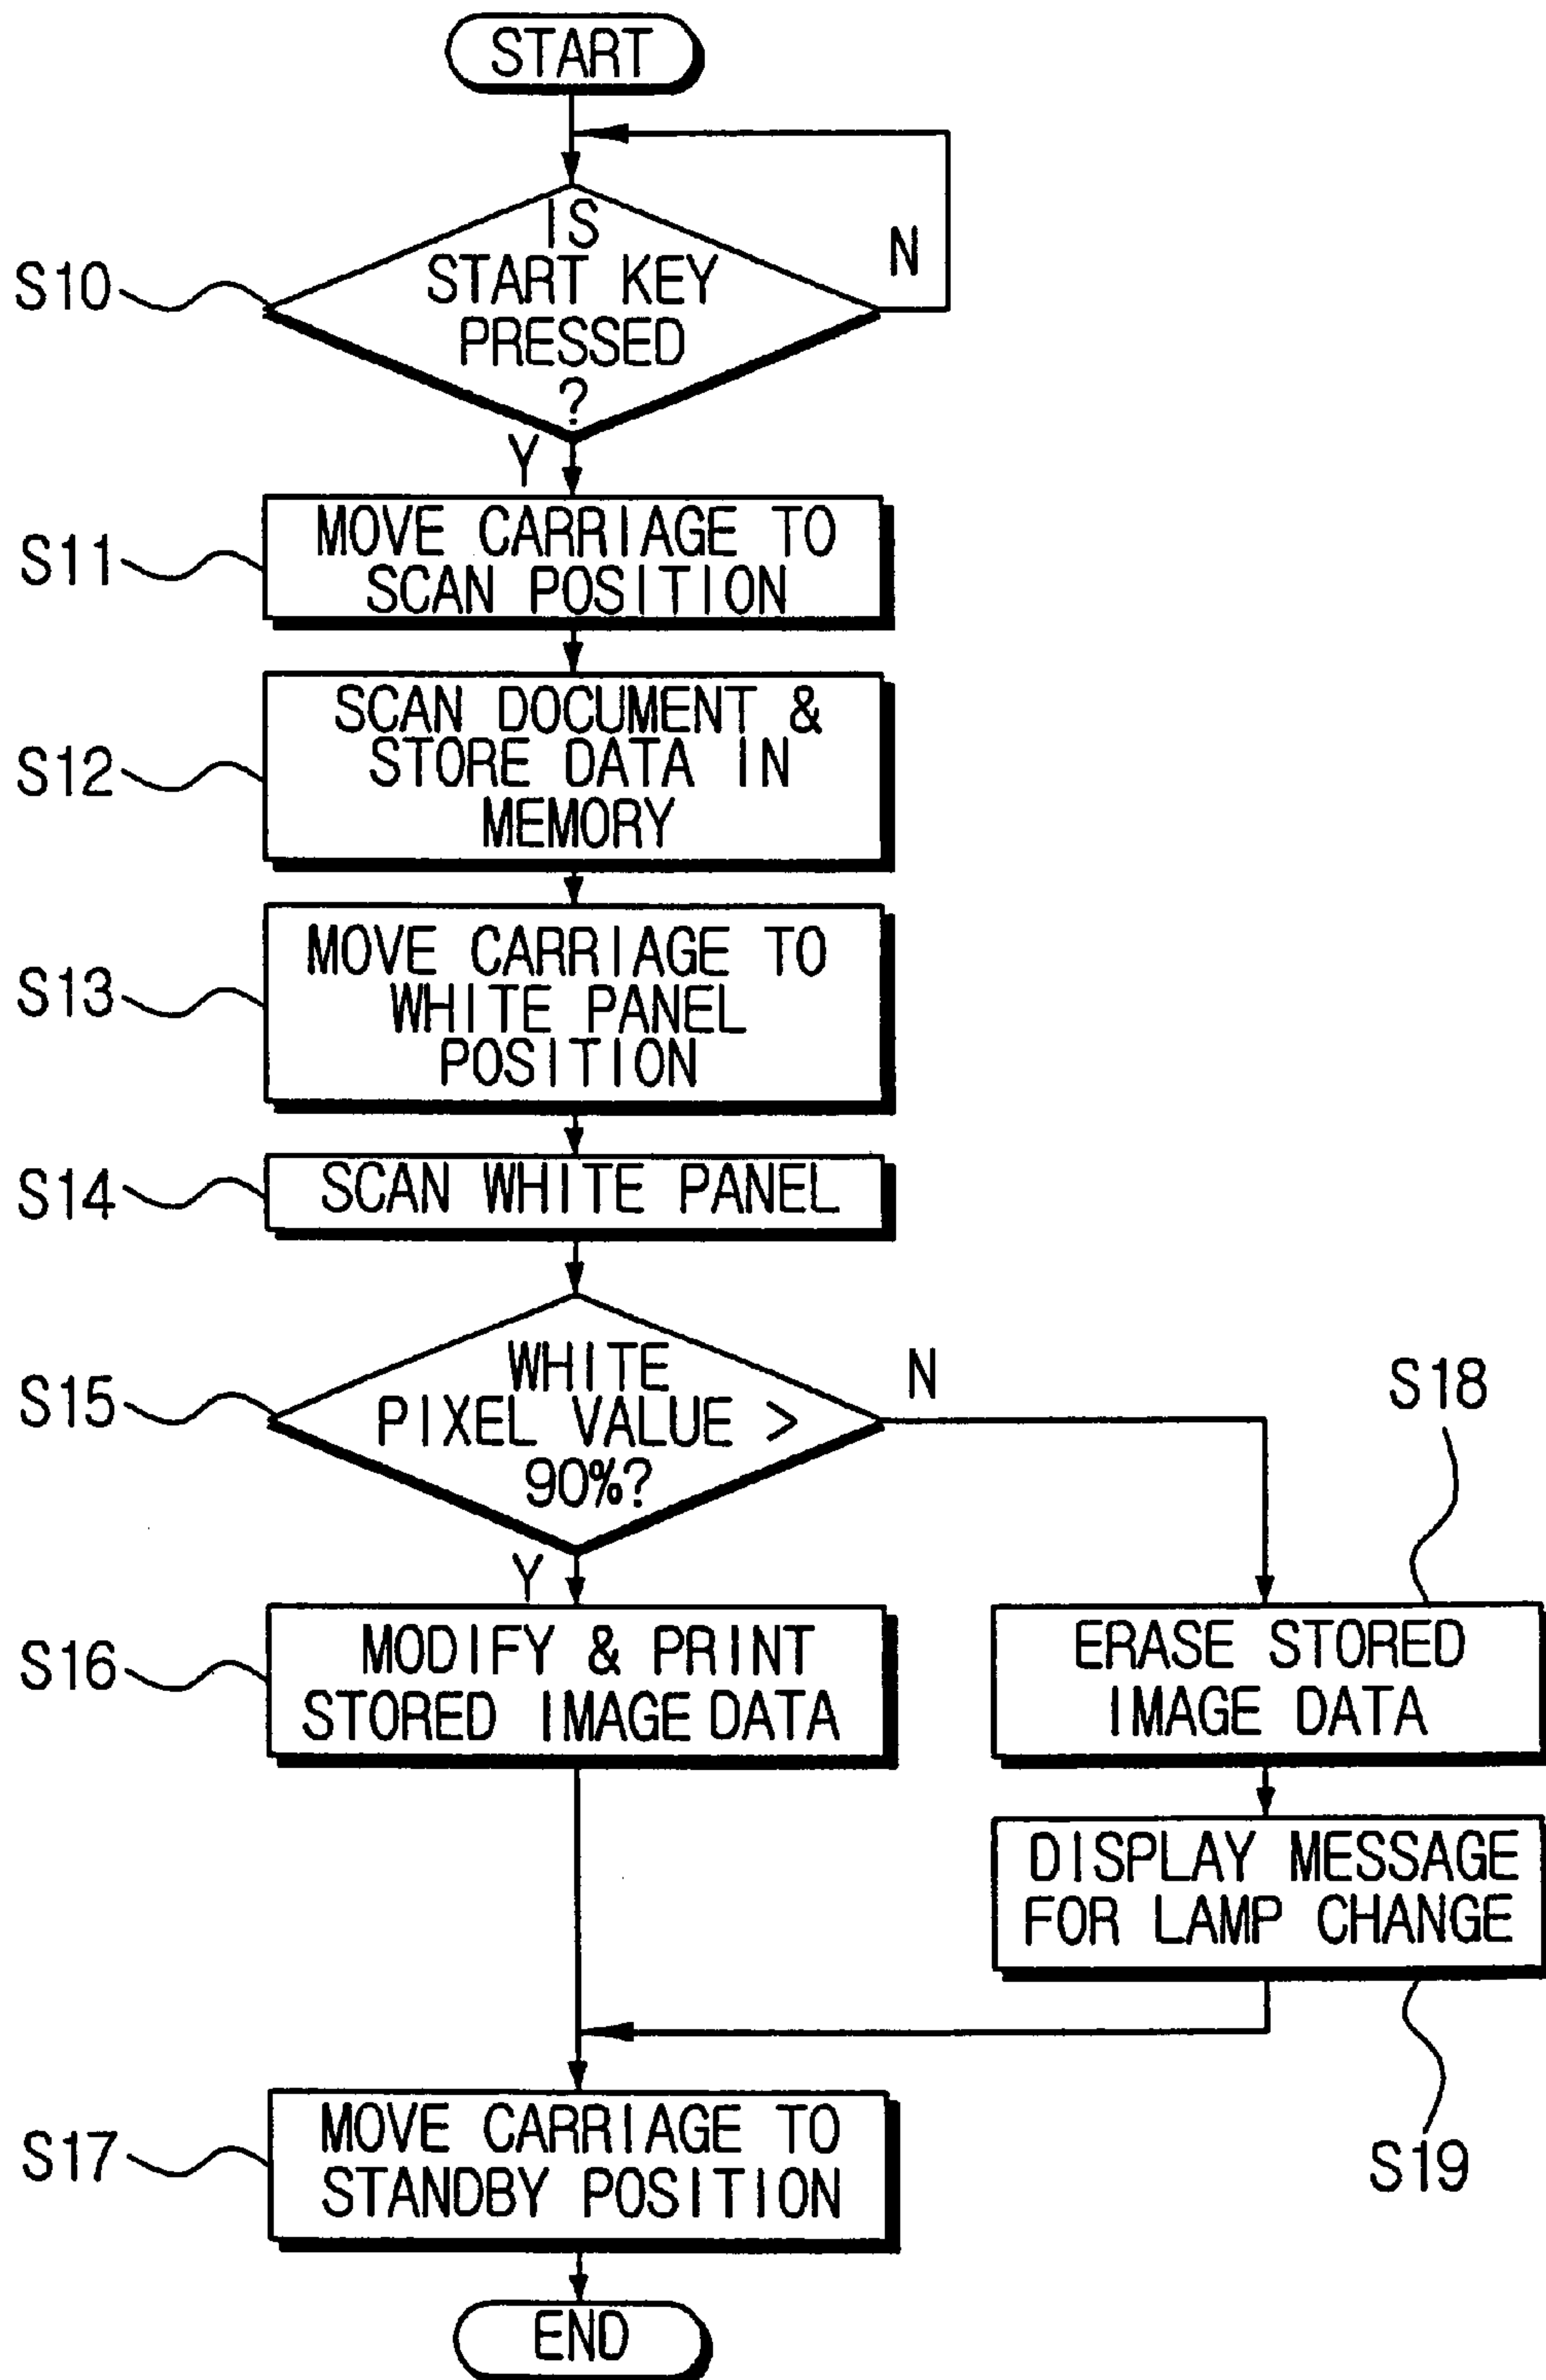 START
IS
START KEY
PRESSED
?
N
S10
Y
MOVE CARRIAGE TO
SCAN POSITION
S11
SCAN DOCUMENT &
STORE DATA IN
MEMORY
S12
MOVE CARRIAGE TO
WHITE PANEL
POSITION
S13
SCAN WHITE PANEL
S14
WHITE
PIXEL VALUE >
90%?
S15
N
S18
Y
MODIFY & PRINT
STORED IMAGE DATA
S16
ERASE STORED
IMAGE DATA
DISPLAY MESSAGE
FOR LAMP CHANGE
S19
MOVE CARRIAGE TO
STANDBY POSITION
S17
END